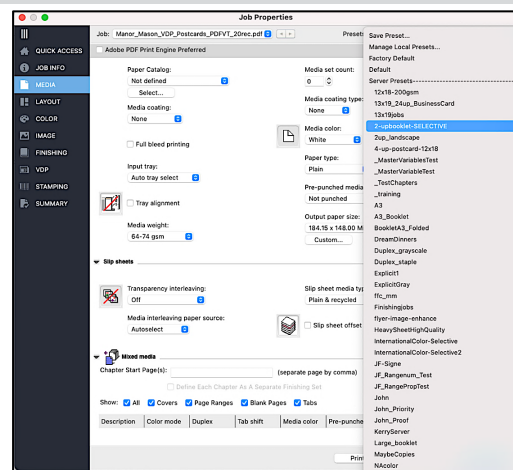 Job Properties
Job: Manor_Mason_VDP_Postcards_PDFVT_20rec.pdf
Presets
Adobe PDF Print Engine Preferred
QUICK ACCESS
JOB INFO
MEDIA
LAYOUT
COLOR
IMAGE
FINISHING
VDP
STAMPING
SUMMARY
Paper Catalog:
Not defined
Select...
Media coating:
None
Full bleed printing
Input tray:
Auto tray select
Tray alignment
Media weight:
64-74 gsm
Media set count:
0
Media coating type:
None
Media color:
White
Paper type:
Plain
Pre-punched media
Not punched
Output paper size:
184.15 x 148.00 M
Custom...
Slip sheets
Transparency interleaving:
Off
Media interleaving paper source:
Autoselect
Slip sheet media typ
Plain & recycled
Slip sheet offset
Mixed media
Chapter Start Page(s):
(separate page by comma)
Define Each Chapter As A Separate Finishing Set
Show: All Covers Page Ranges Blank Pages Tabs
Description Color mode Duplex Tab shift Media color Pre-punche
Prin
Save Preset...
Manage Local Presets...
Factory Default
Default
Server Presets
12x18-200gsm
13x19_24up_BusinessCard
13x19jobs
2-upbooklet-SELECTIVE
2up_landscape
4-up-postcard-12x18
_MasterVariablesTest
_MasterVariableTest
_TestChapters
_training
A3
A3_Booklet
BookletA3_Folded
DreamDinners
Duplex_grayscale
Duplex_staple
Explicit1
ExplicitGray
ffc_mm
Finishingjobs
flyer-image-enhance
HeavySheetHighQuality
InternationalColor-Selective
InternationalColor-Selective2
JF-Signe
JF_Rangenum_Test
JF_RangePropTest
John
John_Priority
John_Proof
KerryServer
Large_booklet
MaybeCopies
NAcolor